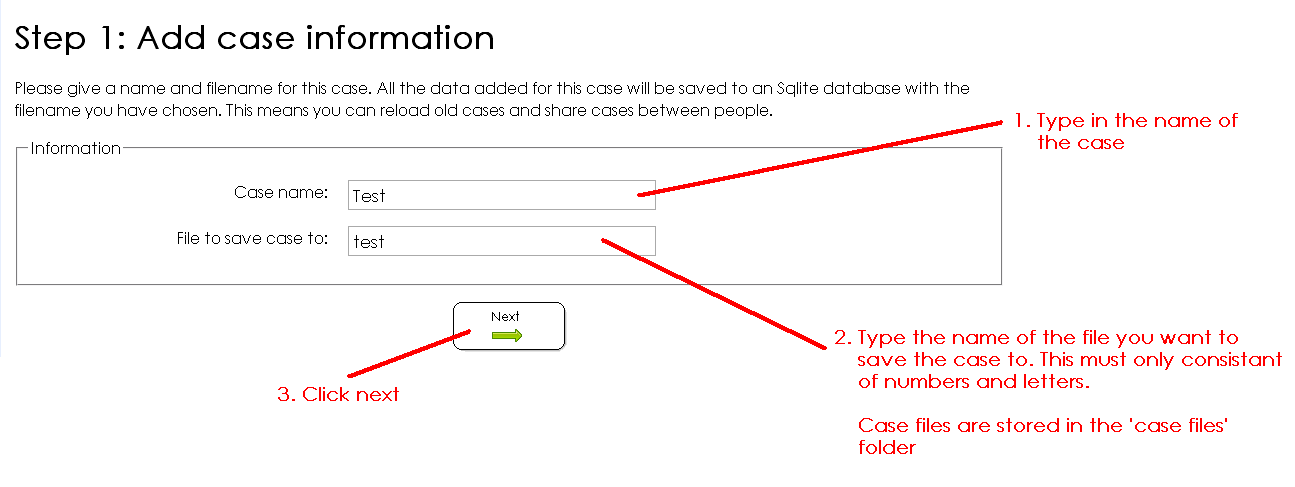 Step 1: Add case information
Please give a name and filename for this case. All the data added for this case will be saved to an Sqlite database with the
filename you have chosen. This means you can reload old cases and share cases between people.
1. Type in the name of
the case
Information
Case name:
Test
File to save case to:
test
Next
2. Type the name of the file you want to
save the case to. This must only consistant
of numbers and letters.
Case files are stored in the 'case files'
folder
3. Click next